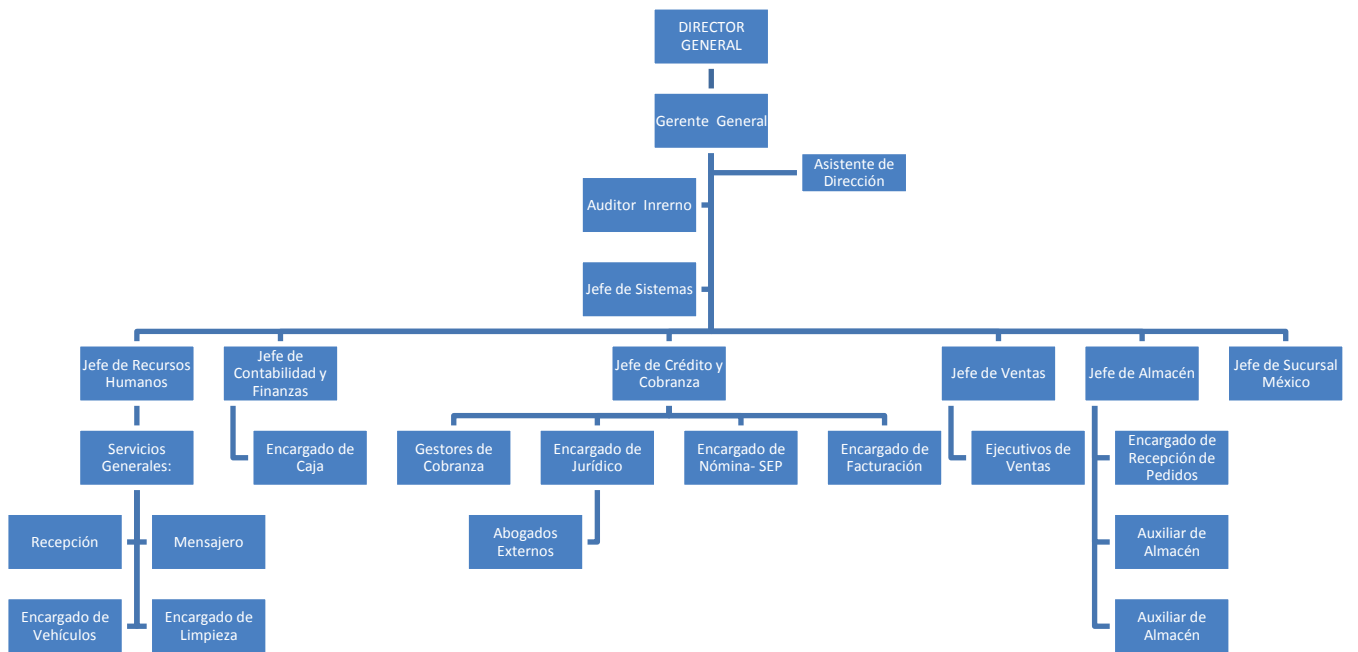 DIRECTOR
GENERAL
Gerente General
Asistente de
Dirección
Auditor Inrerno
Jefe de Sistemas
Jefe de Recursos
Humanos
Jefe de
Contabilidad y
Finanzas
Jefe de Crédito y
Cobranza
Jefe de Ventas
Jefe de Almacén
Jefe de Sucursal
México
Servicios
Generales:
Encargado de
Caja
Gestores de
Cobranza
Encargado de
Jurídico
Encargado de
Nómina- SEP
Encargado de
Facturación
Ejecutivos de
Ventas
Encargado de
Recepción de
Pedidos
Recepción
Mensajero
Abogados
Externos
Auxiliar de
Almacén
Encargado de
Vehículos
Encargado de
Limpieza
Auxiliar de
Almacén